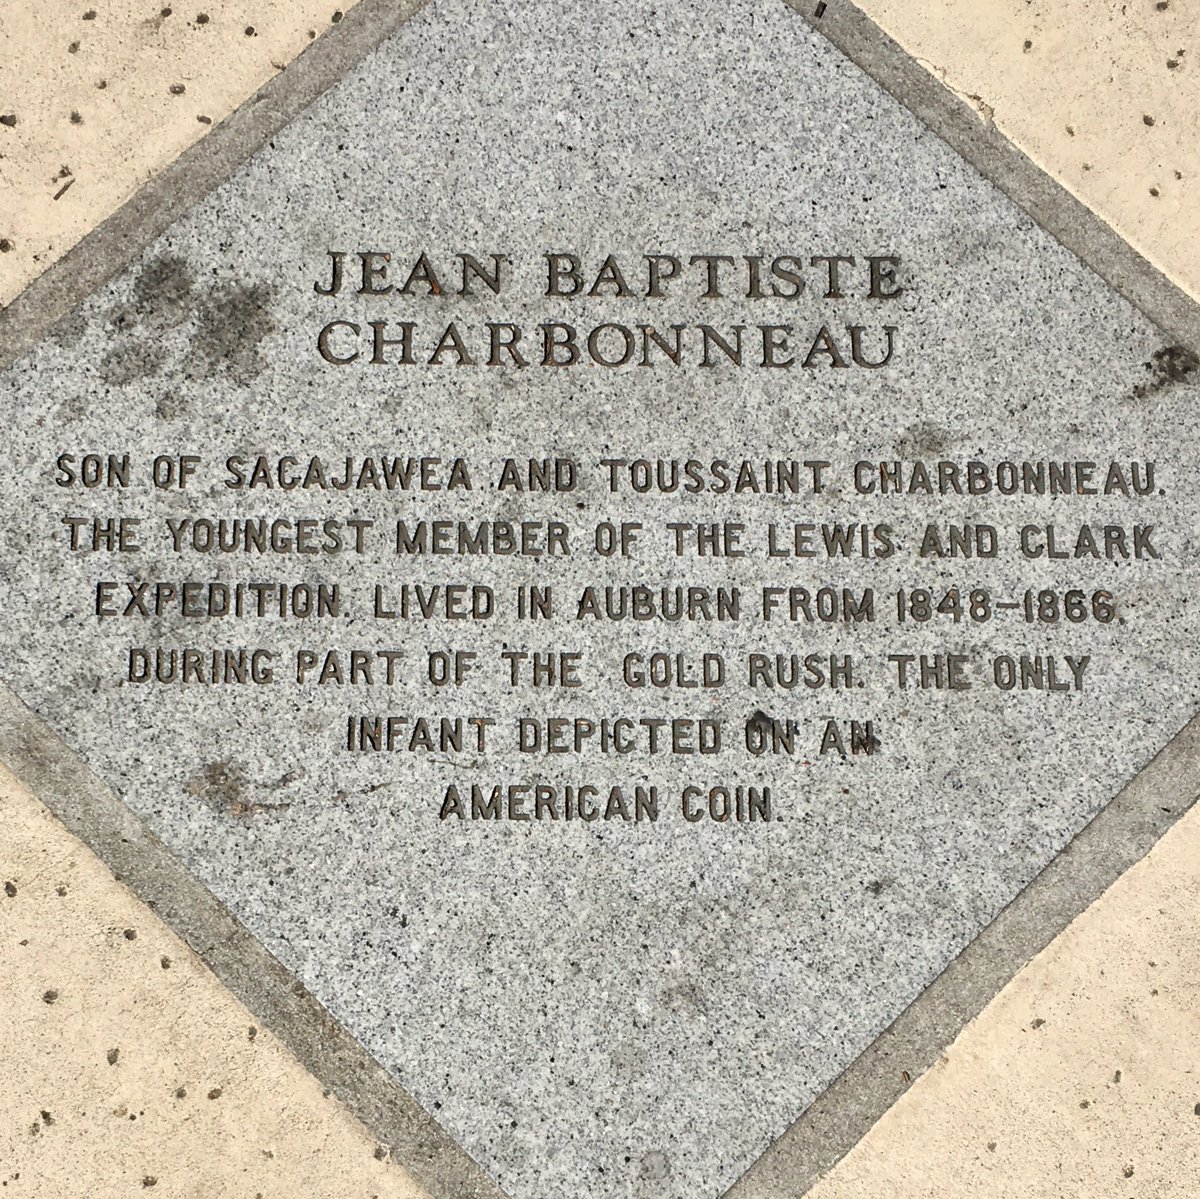 JEAN BAPTISTE
CHARBONNEAU
SON OF SACAJAWEA AND TOUSSAINT CHARBONNEAU.
THE YOUNGEST MEMBER OF THE LEWIS AND CLARK
EXPEDITION. LIVED IN AUBURN FROM 1848-1866.
DURING PART OF THE GOLD RUSH. THE ONLY
INFANT DEPICTED ON AN
AMERICAN COIN.